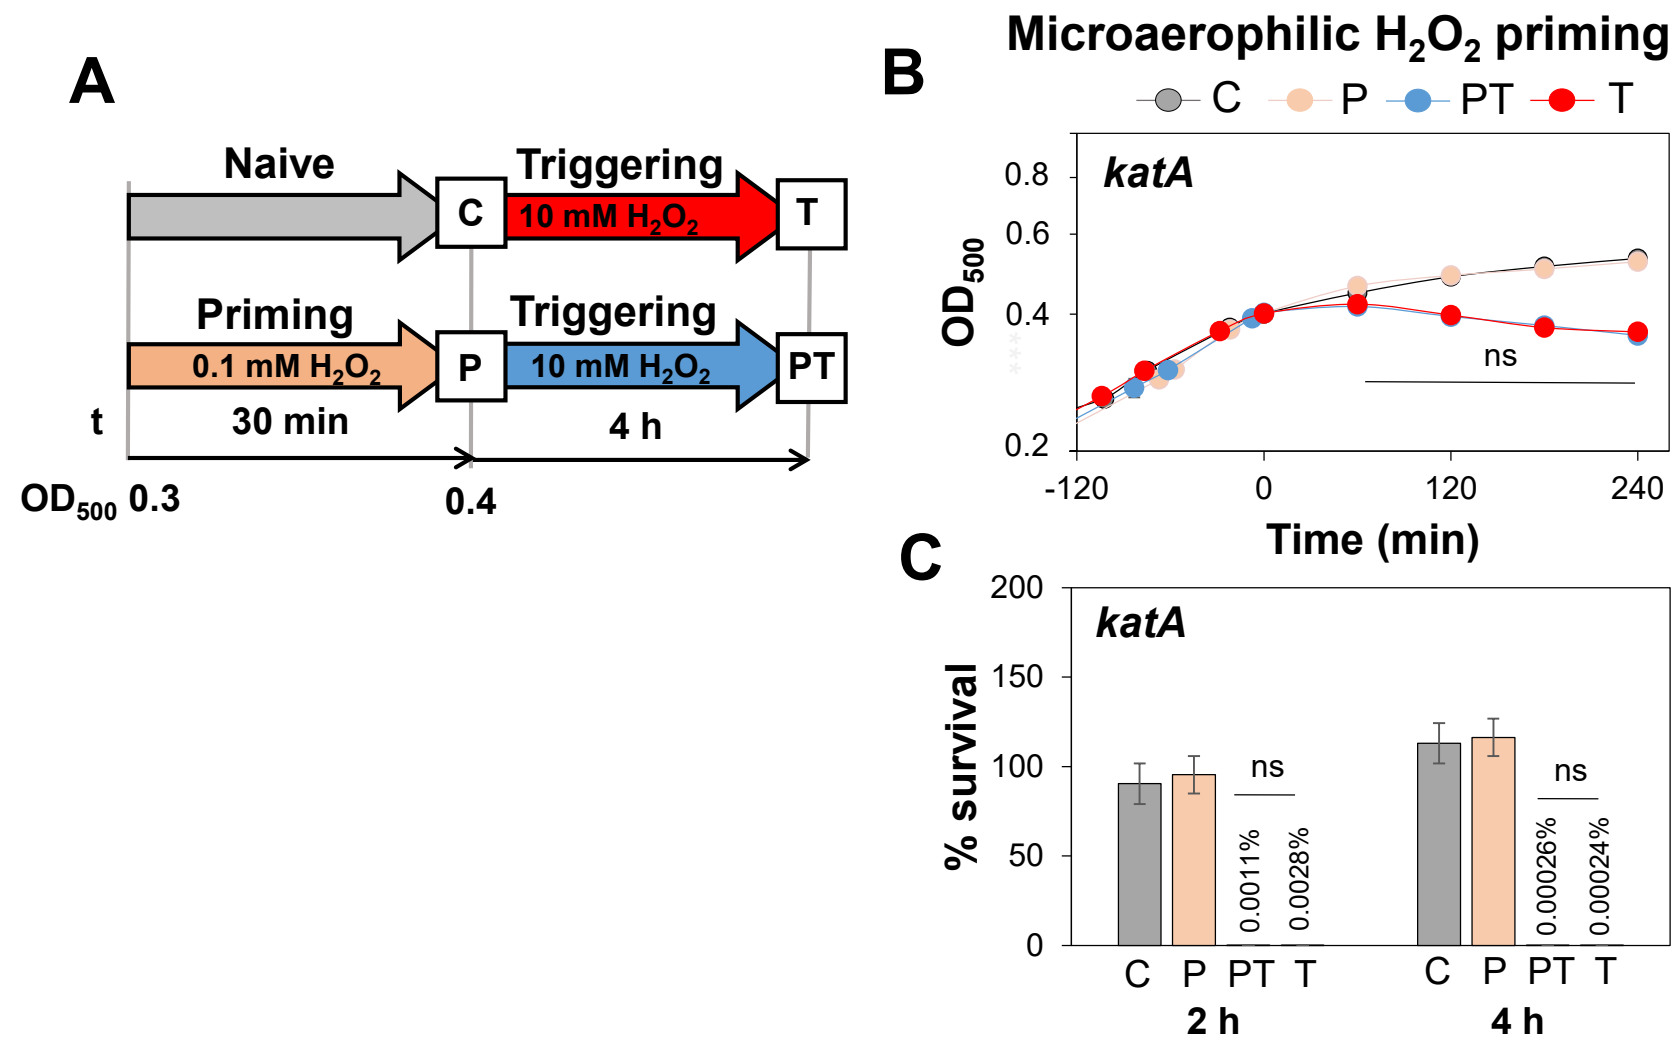 A
Naive
Triggering
C
10 mM H₂O₂
T
Priming
Triggering
0.1 mM H₂O₂
P
10 mM H₂O₂
PT
t
30 min
4 h
OD₅₀₀ 0.3
0.4
Microaerophilic H₂O₂ priming
B
C P PT T
katA
0.8
0.6
0.4
0.2
OD₅₀₀
***
ns
-120 0 120 240
Time (min)
C
katA
200
150
100
50
0
% survival
ns
0.0011%
0.0028%
ns
0.00026%
0.00024%
C P PT T C P PT T
2 h 4 h